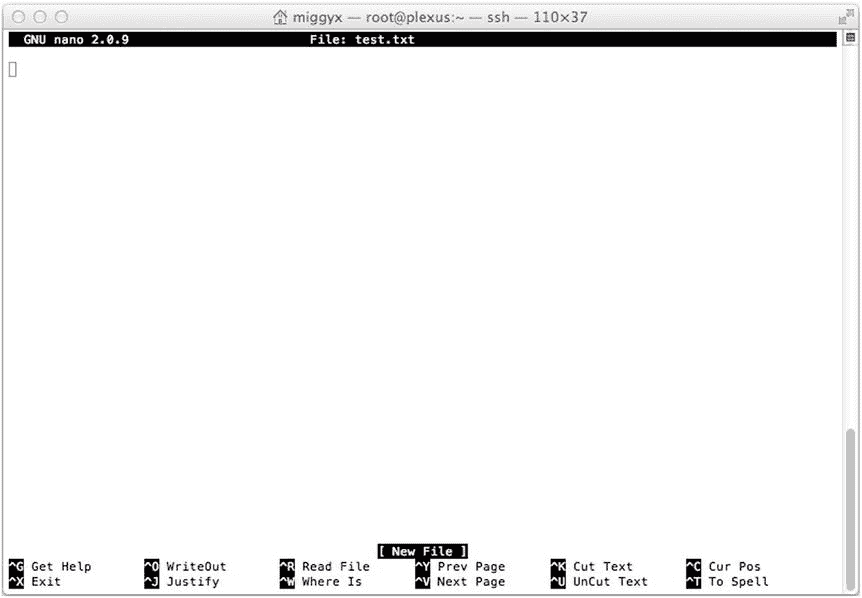 miggyx — root@plexus:~ — ssh — 110×37
GNU nano 2.0.9 File: test.txt
[ New File ]
^G Get Help ^O WriteOut ^R Read File ^Y Prev Page ^K Cut Text ^C Cur Pos
^X Exit ^J Justify ^W Where Is ^V Next Page ^U UnCut Text ^T To Spell